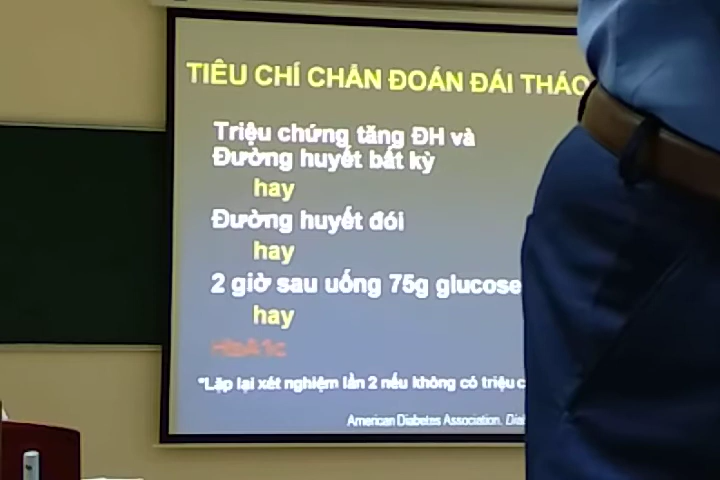 TIÊU CHÍ CHẨN ĐOÁN ĐÁI THÁO
Triệu chứng tăng ĐH và
Đường huyết bất kỳ
hay
Đường huyết đói
hay
2 giờ sau uống 75g glucose
hay
HbA1c
*Lặp lại xét nghiệm lần 2 nếu không có triệu c
American Diabetes Association. Dia